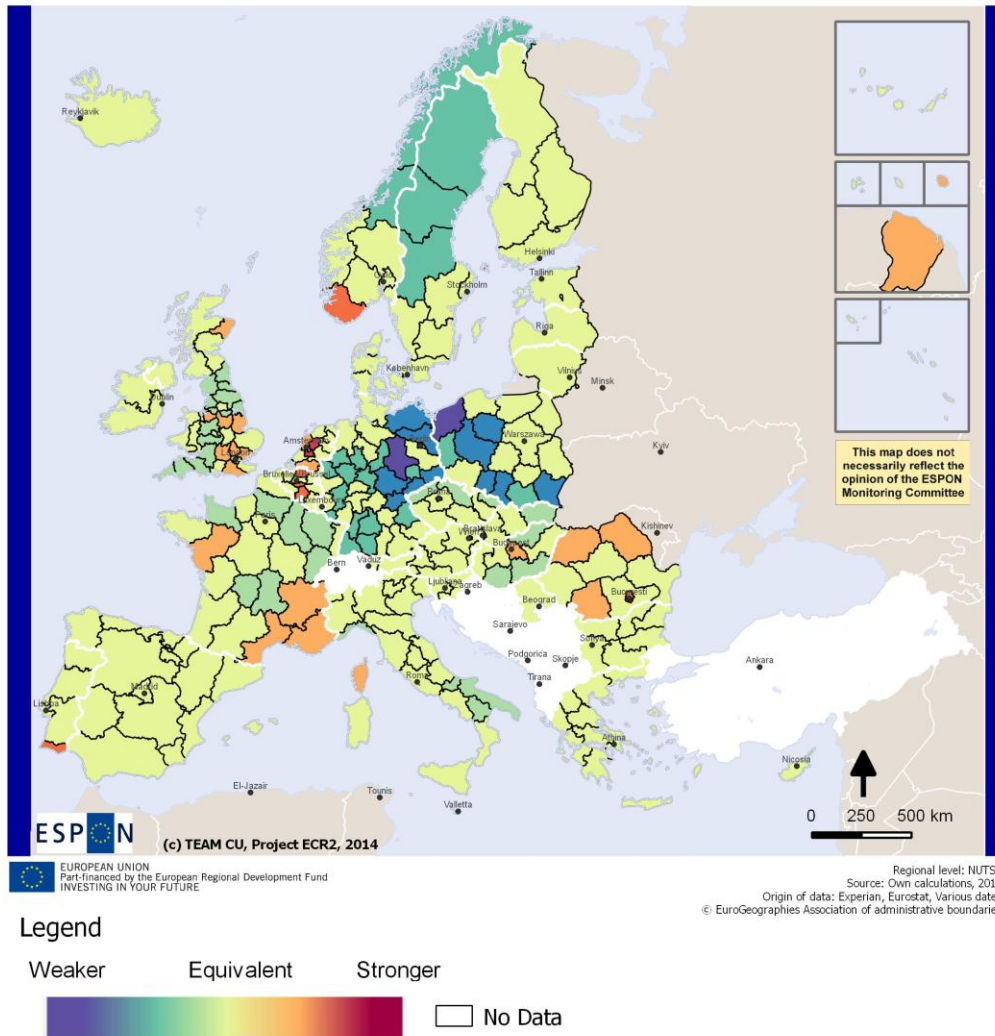 Reykjavik
Helsinki
Tallinn
Stockholm
Riga
København
Vilnius
Minsk
Dublin
Warszawa
Kyiv
This map does not
necessarily reflect the
opinion of the ESPON
Monitoring Committee
Paris
Kishinev
Bern
Vaduz
Ljubljana
Zagreb
Beograd
Sarajevo
Podgorica
Skopje
Tirana
Ankara
Madrid
Roma
Athina
Nicosia
El-Jazair
Tounis
Valletta
0 250 500 km
ESPON
(c) TEAM CU, Project ECR2, 2014
EUROPEAN UNION
Part-financed by the European Regional Development Fund
INVESTING IN YOUR FUTURE
Regional level: NUTS
Source: Own calculations, 201
Origin of data: Experian, Eurostat, Various date
© EuroGeographies Association of administrative boundarie
Legend
Weaker Equivalent Stronger
No Data